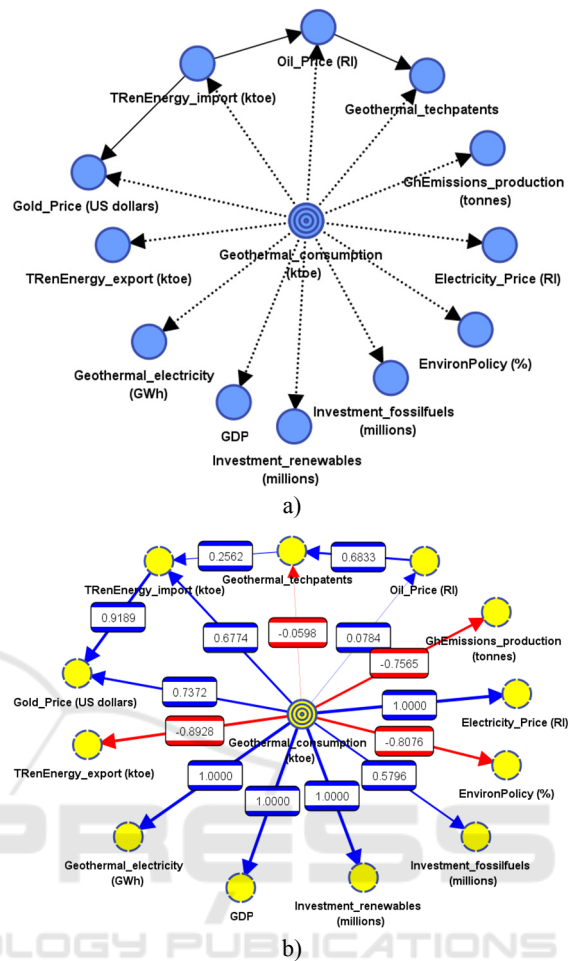 Oil_Price (RI)
TRenEnergy_import (ktoe)
Geothermal_techpatents
GhEmissions_production
(tonnes)
Gold_Price (US dollars)
Geothermal_consumption
(ktoe)
TRenEnergy_export (ktoe)
Electricity_Price (RI)
Geothermal_electricity
(GWh)
EnvironPolicy (%)
GDP
Investment_fossilfuels
(millions)
Investment_renewables
(millions)
a)
0.2562
0.6833
TRenEnergy_import (ktoe)
Geothermal_techpatents
Oil_Price (RI)
0.9189
0.6774
-0.0598
0.0784
GhEmissions_production
(tonnes)
-0.7565
Gold_Price (US dollars)
0.7372
1.0000
Electricity_Price (RI)
-0.8928
Geothermal_consumption
(ktoe)
-0.8076
TRenEnergy_export (ktoe)
EnvironPolicy (%)
1.0000
1.0000
1.0000
0.5796
Geothermal_electricity
(GWh)
Investment_fossilfuels
(millions)
GDP
Investment_renewables
(millions)
PRESS
OLOGY PUBLICATIONS
b)